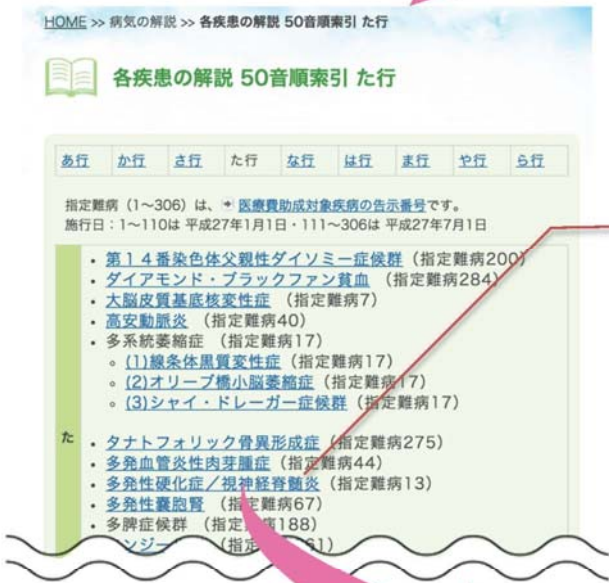 HOME >> 病気の解説 >> 各疾患の解説 50音順索引 た行
各疾患の解説 50音順索引 た行
あ行 か行 さ行 た行 な行 は行 ま行 や行 ら行
指定難病（1~306）は、 医療費助成対象疾病の告示番号です。
施行日：1~110は 平成27年1月1日・111~306は 平成27年7月1日
た
・第１４番染色体父親性ダイソミー症候群（指定難病200）
・ダイアモンド・ブラックファン貧血 （指定難病284）
・大脳皮質基底核変性症 （指定難病7）
・高安動脈炎 （指定難病40）
・多系統萎縮症 （指定難病17）
(1)線条体黒質変性症（指定難病17）
(2)オリーブ橋小脳萎縮症（指定難病17）
(3)シャイ・ドレーガー症候群（指定難病17）
・タナトフォリック骨異形成症（指定難病275）
・多発血管炎性肉芽腫症（指定難病44）
・多発性硬化症／視神経脊髄炎（指定難病13）
・多発性嚢胞腎 （指定難病67）
・多脾症候群 （指定難病188）